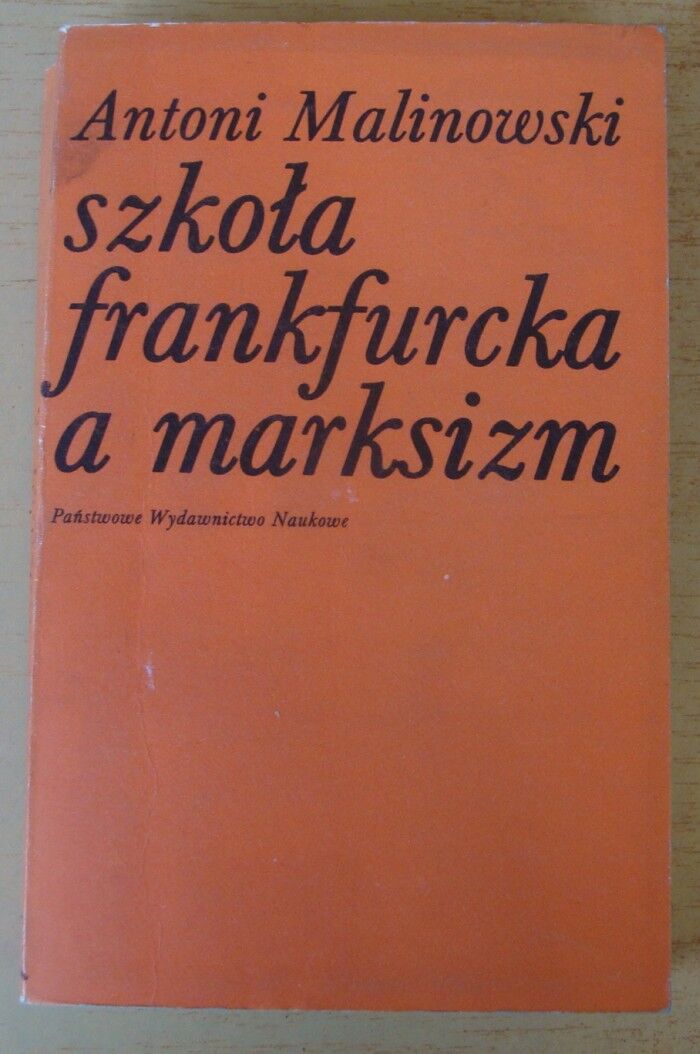 Antoni Malinowski
szkoła
frankfurcka
a marksizm
Państwowe Wydawnictwo Naukowe